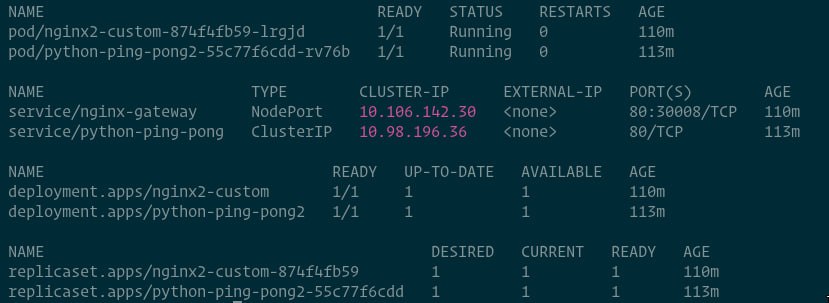 NAME READY STATUS RESTARTS AGE
pod/nginx2-custom-874f4fb59-lrgjd 1/1 Running 0 110m
pod/python-ping-pong2-55c77f6cdd-rv76b 1/1 Running 0 113m
NAME TYPE CLUSTER-IP EXTERNAL-IP PORT(S) AGE
service/nginx-gateway NodePort 10.106.142.30 <none> 80:30008/TCP 110m
service/python-ping-pong ClusterIP 10.98.196.36 <none> 80/TCP 113m
NAME READY UP-TO-DATE AVAILABLE AGE
deployment.apps/nginx2-custom 1/1 1 1 110m
deployment.apps/python-ping-pong2 1/1 1 1 113m
NAME DESIRED CURRENT READY AGE
replicaset.apps/nginx2-custom-874f4fb59 1 1 1 110m
replicaset.apps/python-ping-pong2-55c77f6cdd 1 1 1 113m